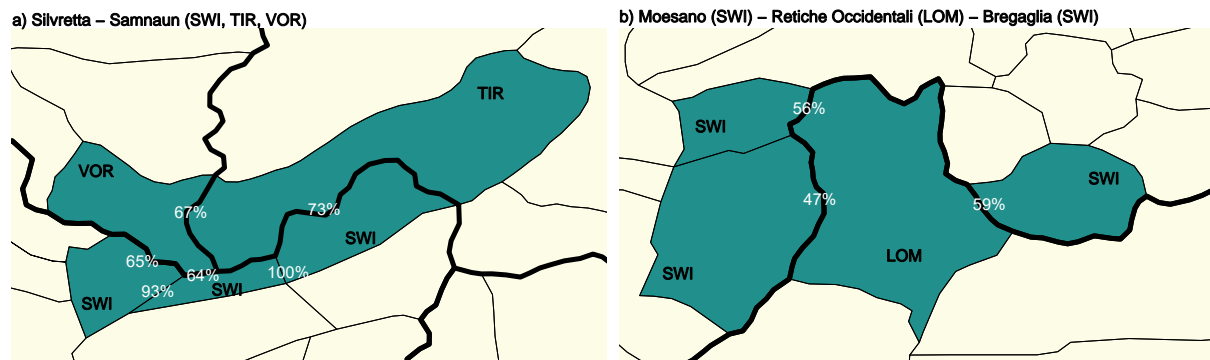 a) Silvretta – Samnaun (SWI, TIR, VOR)
TIR
VOR
67%
73%
SWI
65%
64%
100%
93%
SWI
SWI
b) Moesano (SWI) – Retiche Occidentali (LOM) – Bregaglia (SWI)
56%
SWI
SWI
47%
59%
LOM
SWI